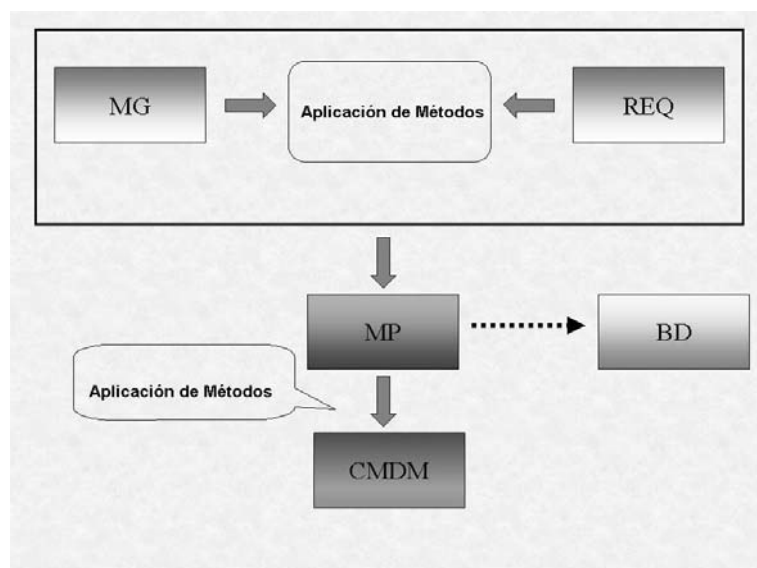 MG
Aplicación de Métodos
REQ
MP
BD
Aplicación de Métodos
CMDM